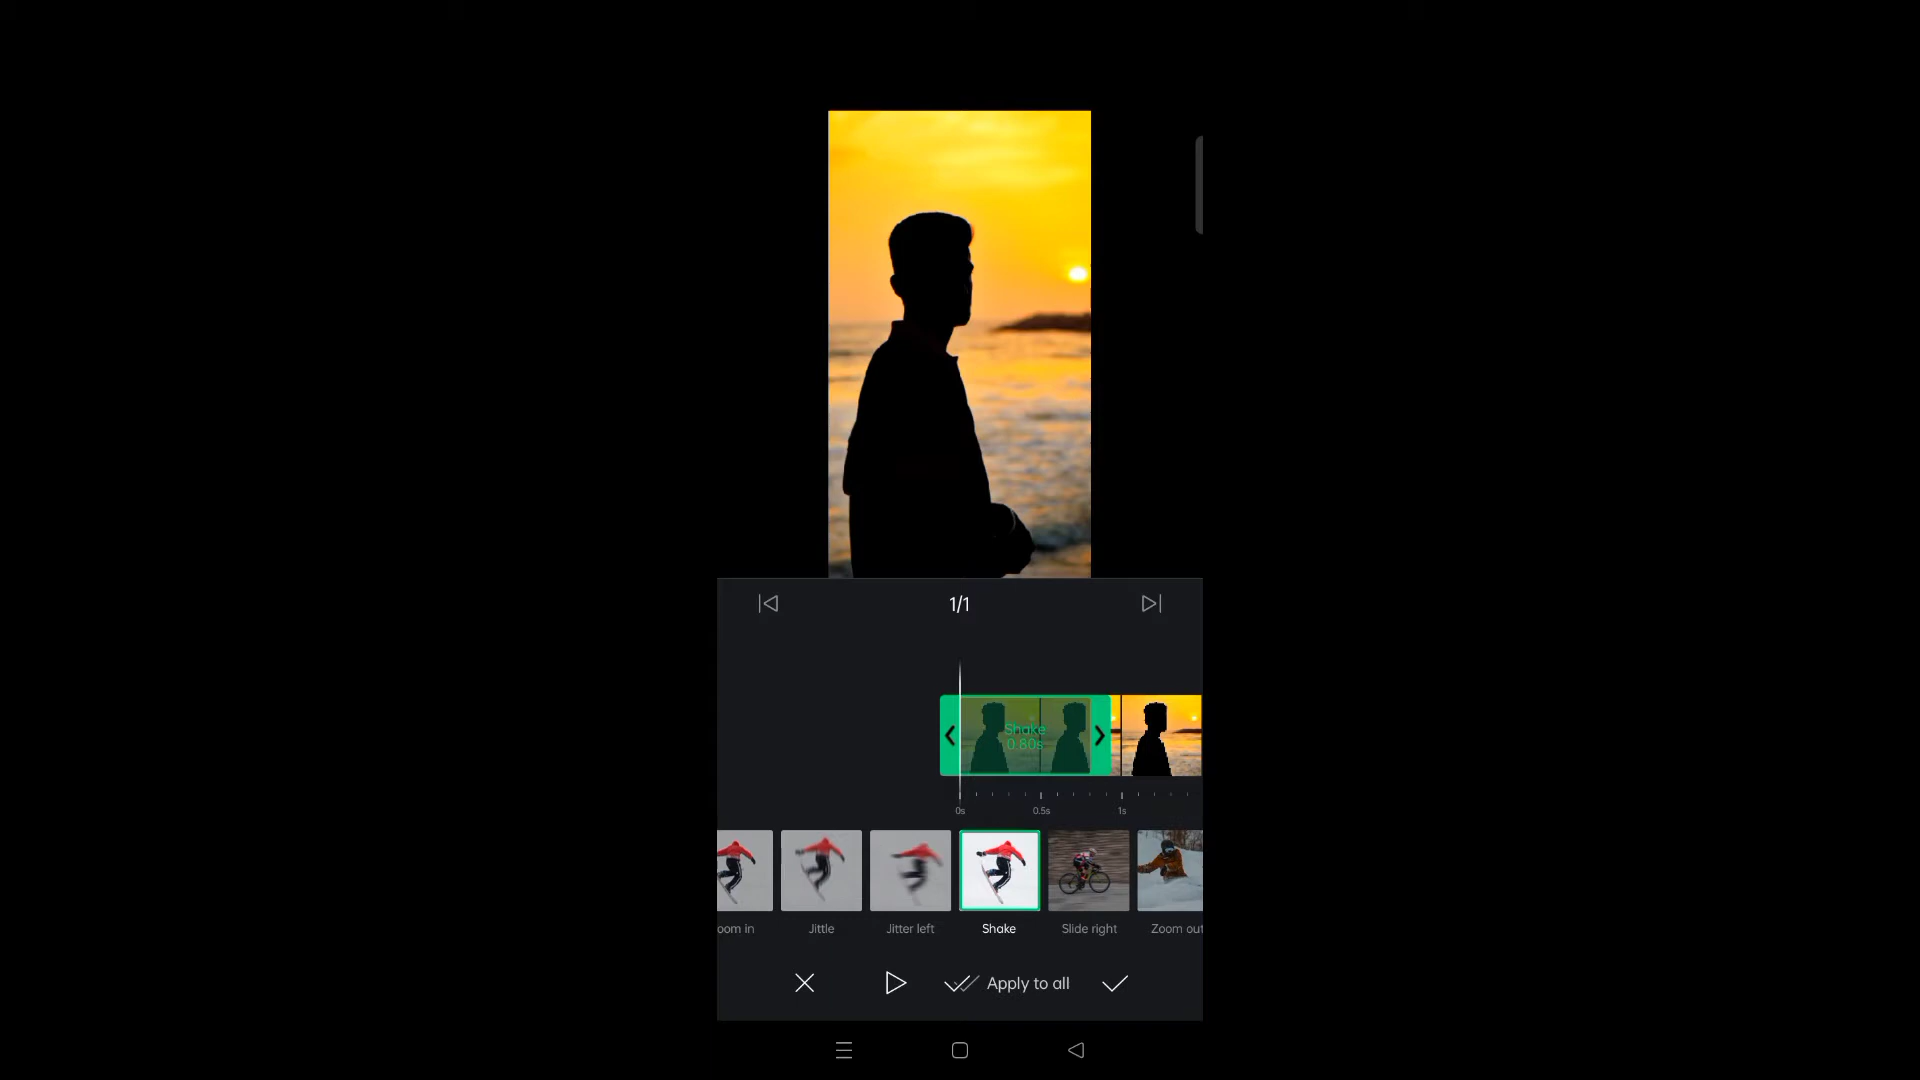 1/1
Shake
0.80s
0s 0.5s 1s
oom in Jittle Jitter left Shake Slide right Zoom out
Apply to all